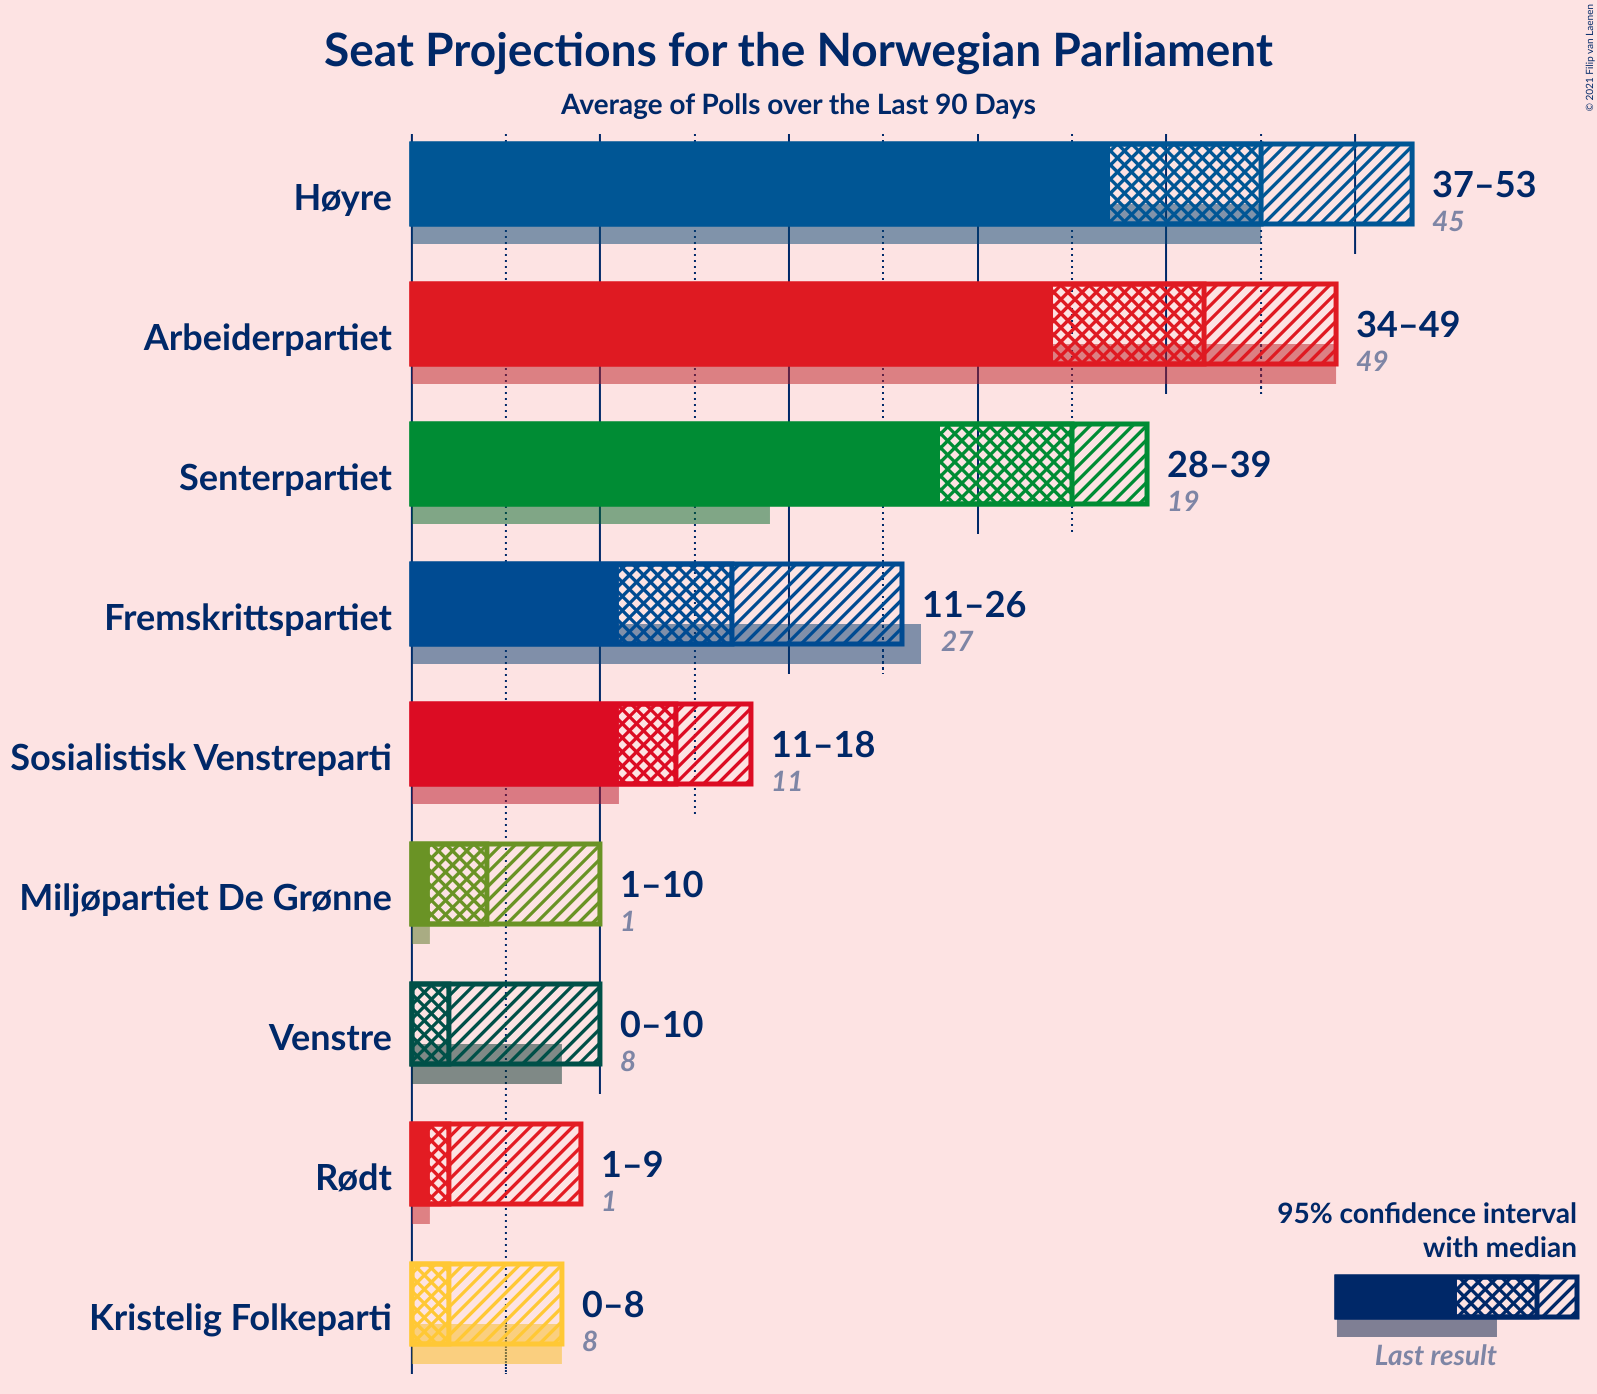 Seat Projections for the Norwegian Parliament
Average of Polls over the Last 90 Days
© 2021 Filip van Laenen
Høyre
37–53
45
Arbeiderpartiet
34–49
49
Senterpartiet
28–39
19
Fremskrittspartiet
11–26
27
Sosialistisk Venstreparti
11–18
11
Miljøpartiet De Grønne
1–10
1
Venstre
0–10
8
Rødt
1–9
1
Kristelig Folkeparti
0–8
8
95% confidence interval
with median
Last result